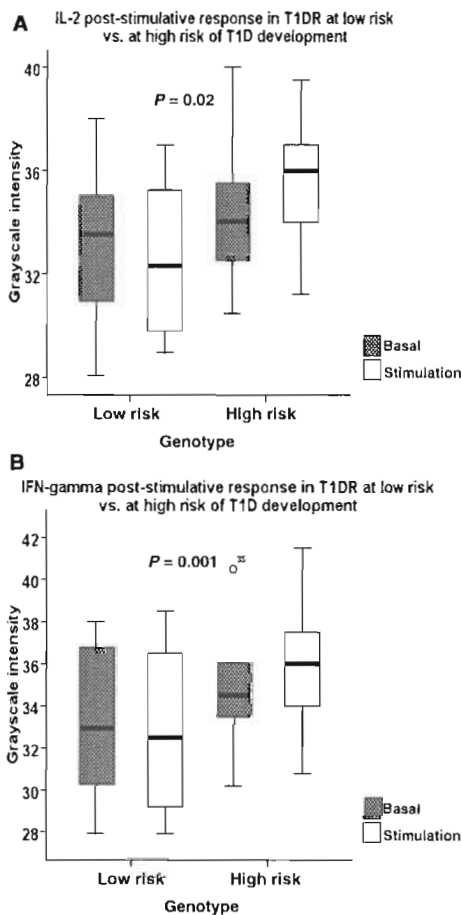 A
IL-2 post-stimulative response in T1DR at low risk
vs. at high risk of T1D development
40
36
32
28
Grayscale intensity
P = 0.02
Basal
Stimulation
Low risk
High risk
Genotype
B
IFN-gamma post-stimulative response in T1DR at low risk
vs. at high risk of T1D development
42
40
38
36
34
32
30
28
Grayscale intensity
P = 0.001
35
Basal
Stimulation
Low risk
High risk
Genotype